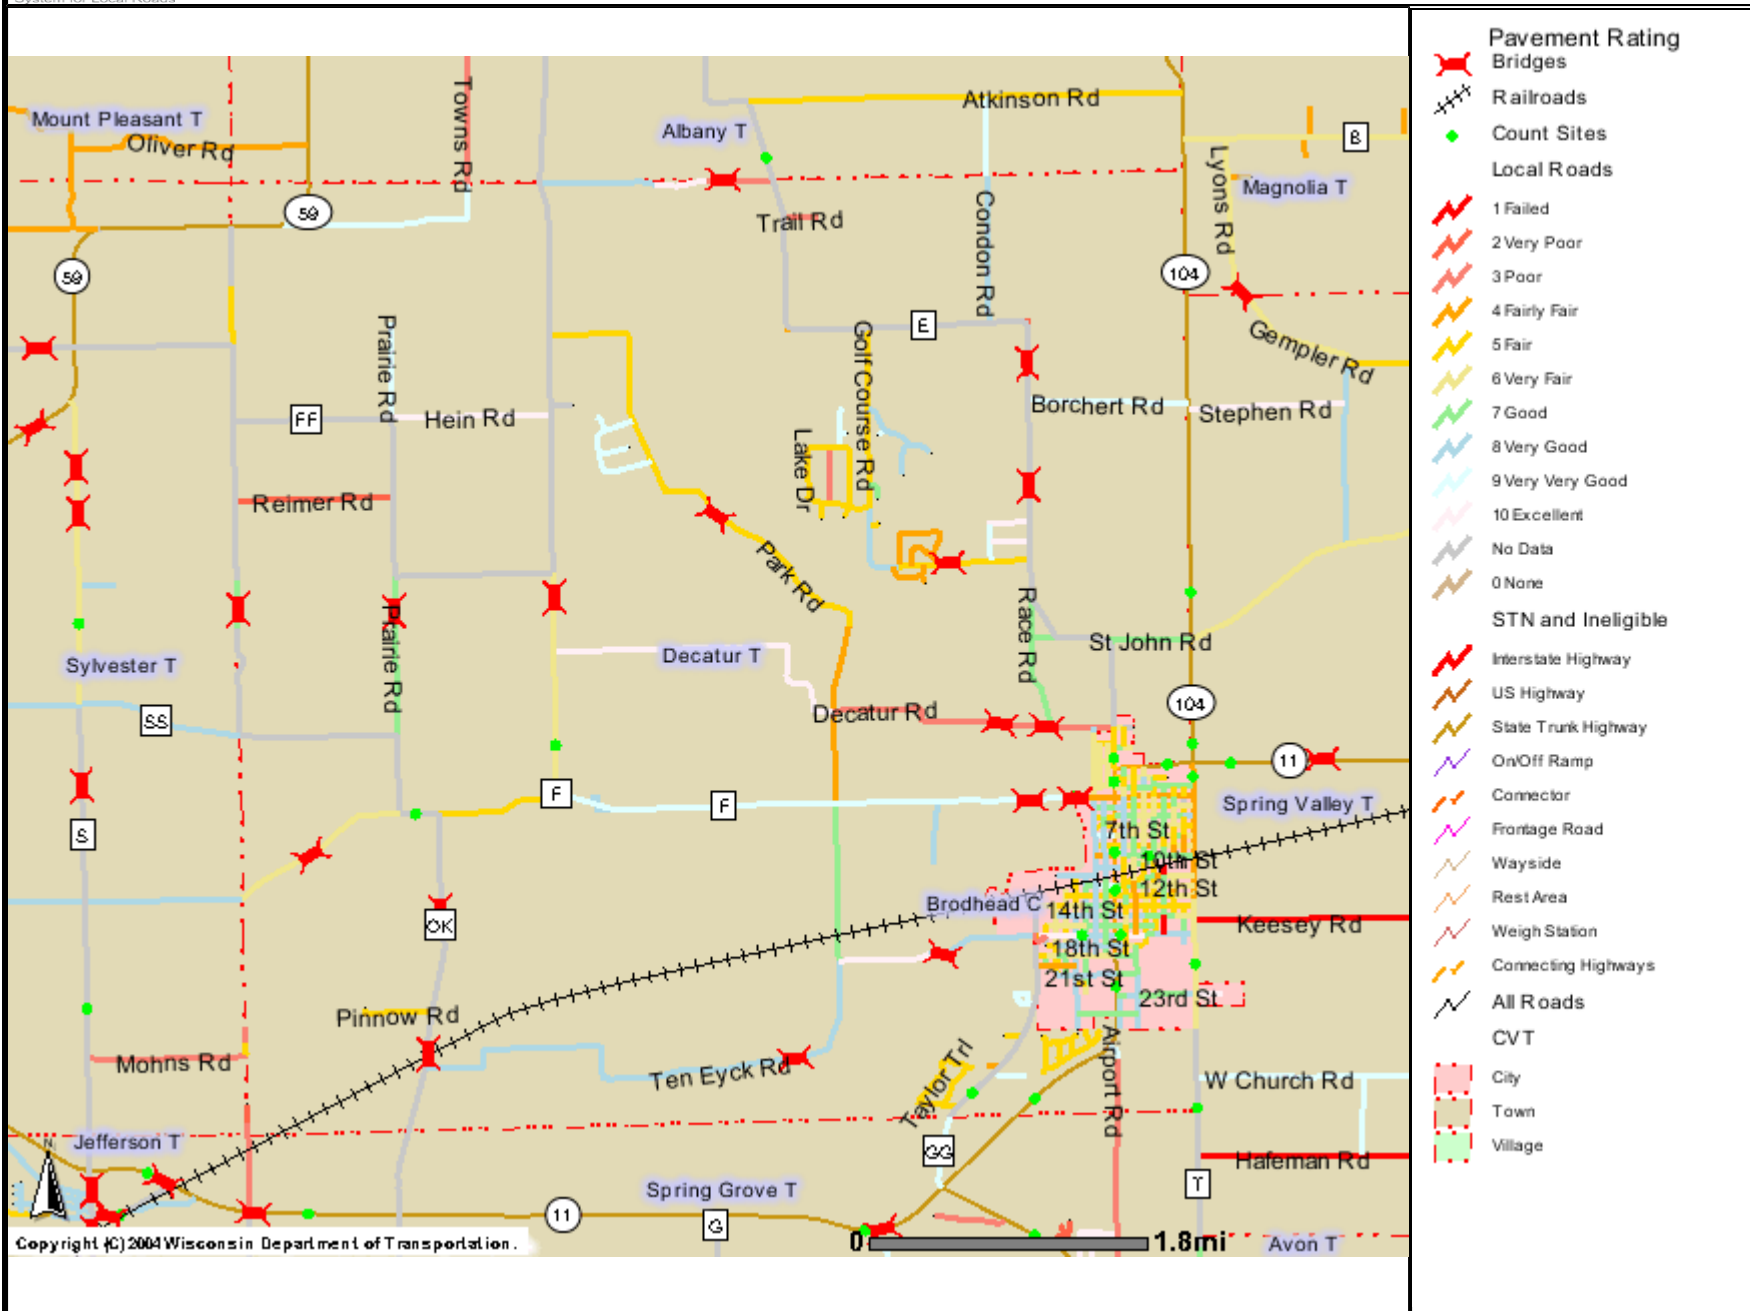 System for Local Roads
Mount Pleasant T
Oliver Rd
Towns Rd
Albany T
Atkinson Rd
B
Lyons Rd
Magnolia T
59
Trail Rd
Condon Rd
59
104
Prairie Rd
Golf Course Rd
E
Gempler Rd
FF
Hein Rd
Borchert Rd
Stephen Rd
Lake Dr
Reimer Rd
Park Rd
Race Rd
Prairie Rd
St John Rd
Sylvester T
Decatur T
SS
Decatur Rd
104
11
F
F
Spring Valley T
S
7th St
10th St
12th St
Brodhead C
14th St
OK
Keesey Rd
18th St
21st St
23rd St
Pinnow Rd
Mohns Rd
Ten Eyck Rd
Taylor Trl
Airport Rd
W Church Rd
N
Jefferson T
GG
Hafeman Rd
Spring Grove T
T
11
G
Copyright (C) 2004 Wisconsin Department of Transportation.
0
1.8mi
Avon T
Pavement Rating
Bridges
Railroads
Count Sites
Local Roads
1 Failed
2 Very Poor
3 Poor
4 Fairly Fair
5 Fair
6 Very Fair
7 Good
8 Very Good
9 Very Very Good
10 Excellent
No Data
0 None
STN and Ineligible
Interstate Highway
US Highway
State Trunk Highway
On/Off Ramp
Connector
Frontage Road
Wayside
Rest Area
Weigh Station
Connecting Highways
All Roads
CVT
City
Town
Village